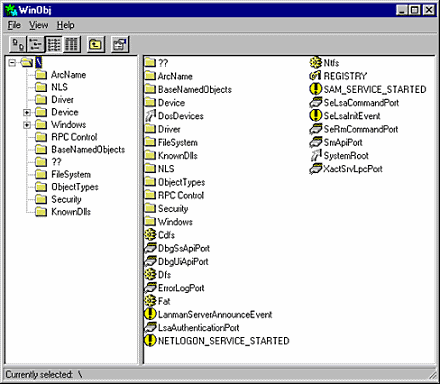 WinObj
File View Help
\
ArcName
NLS
Driver
Device
Windows
RPC Control
BaseNamedObjects
??
FileSystem
ObjectTypes
Security
KnownDlls
??
ArcName
BaseNamedObjects
Device
DosDevices
Driver
FileSystem
KnownDlls
NLS
ObjectTypes
RPC Control
Security
Windows
Cdfs
DbgSsApiPort
DbgUiApiPort
Dfs
ErrorLogPort
Fat
LanmanServerAnnounceEvent
LsaAuthenticationPort
NETLOGON_SERVICE_STARTED
Ntfs
REGISTRY
SAM_SERVICE_STARTED
SeLsaCommandPort
SeLsaInitEvent
SeRmCommandPort
SmApiPort
SystemRoot
XactSrvLpcPort
Currently selected: \